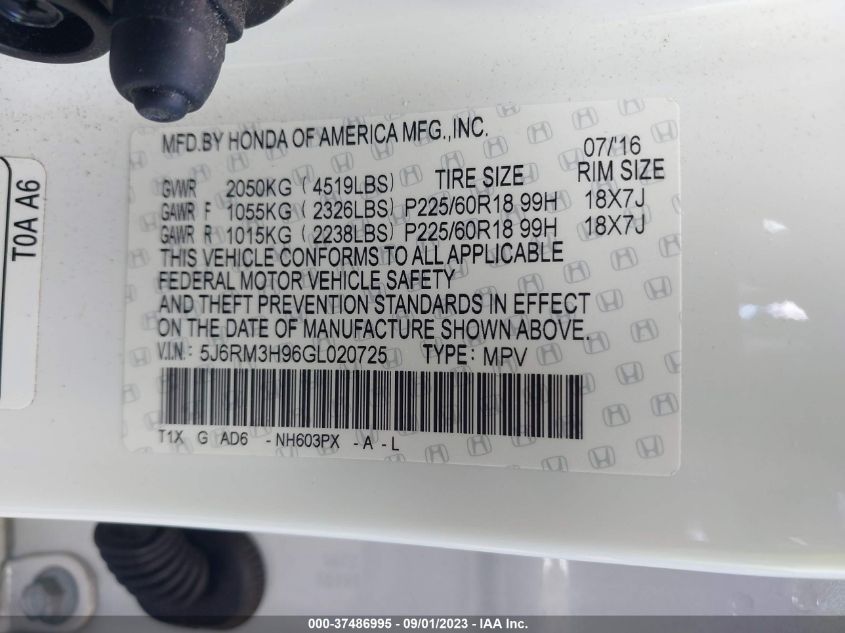 MFD.BY HONDA OF AMERICA MFG.,INC. 07/'16
GVWR 2050KG (4519LBS) TIRE SIZE RIM SIZE
GAWR F 1055KG (2326LBS) P225/60R18 99H 18X7J
GAWR R 1015KG (2238LBS) P225/60R18 99H 18X7J
THIS VEHICLE CONFORMS TO ALL APPLICABLE
FEDERAL MOTOR VEHICLE SAFETY
AND THEFT PREVENTION STANDARDS IN EFFECT
ON THE DATE OF MANUFACTURE SHOWN ABOVE.
V.I.N: 5J6RM3H96GL020725 TYPE: MPV
T1X G AD6 - NH603PX - A - L
T0A A6
000-37486995 - 09/01/2023 - IAA Inc.